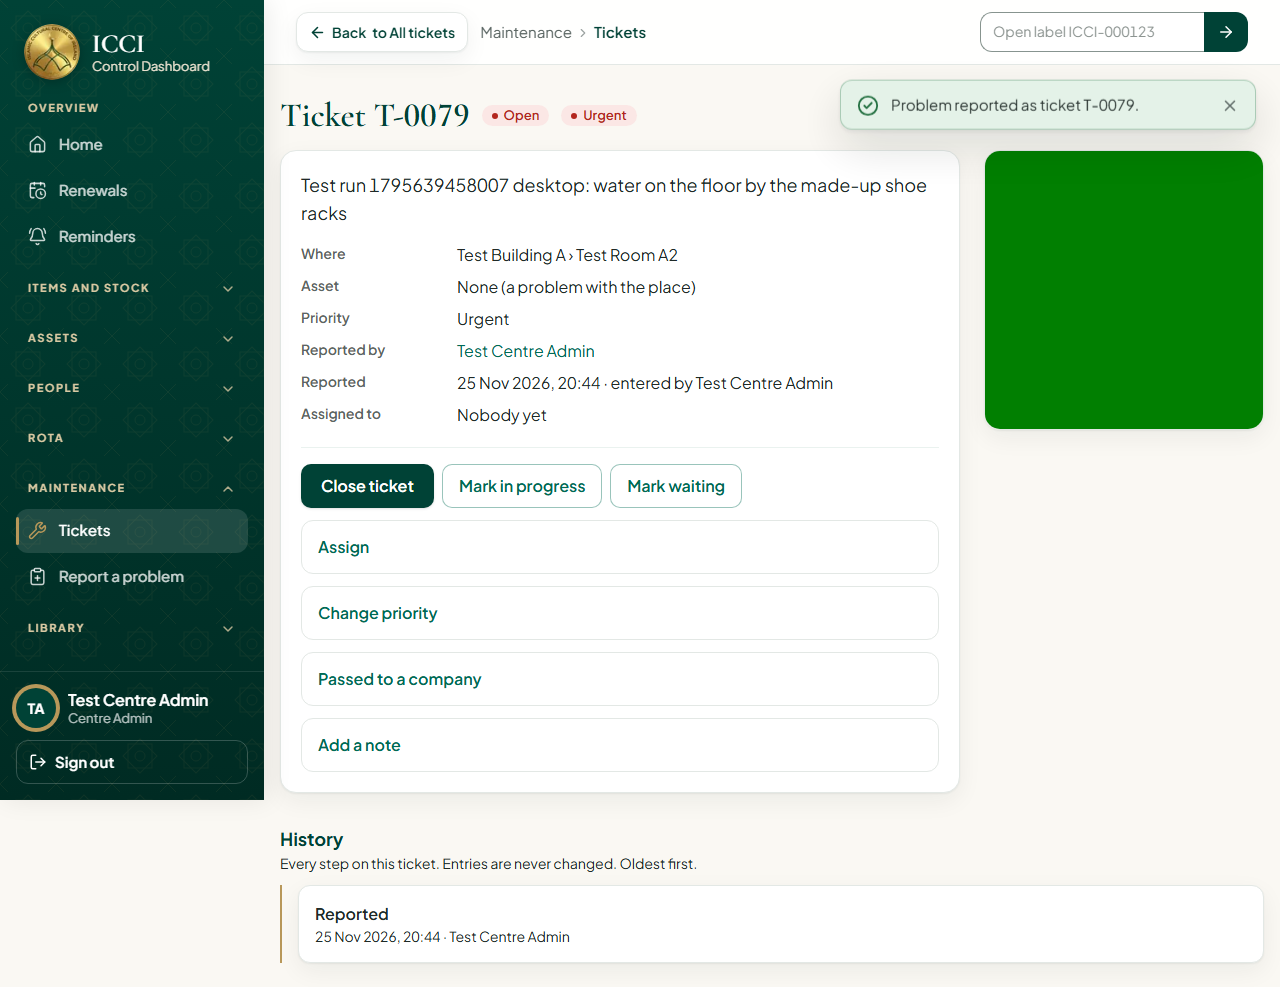 ICCI
Control Dashboard
OVERVIEW
Home
Renewals
Reminders
ITEMS AND STOCK
ASSETS
PEOPLE
ROTA
MAINTENANCE
Tickets
Report a problem
LIBRARY
TA
Test Centre Admin
Centre Admin
Sign out
Back to All tickets
Maintenance › Tickets
Open label ICCI-000123
Problem reported as ticket T-0079.
Ticket T-0079
Open
Urgent
Test run 1795639458007 desktop: water on the floor by the made-up shoe
racks
Where Test Building A › Test Room A2
Asset None (a problem with the place)
Priority Urgent
Reported by Test Centre Admin
Reported 25 Nov 2026, 20:44 · entered by Test Centre Admin
Assigned to Nobody yet
Close ticket
Mark in progress
Mark waiting
Assign
Change priority
Passed to a company
Add a note
History
Every step on this ticket. Entries are never changed. Oldest first.
Reported
25 Nov 2026, 20:44 · Test Centre Admin